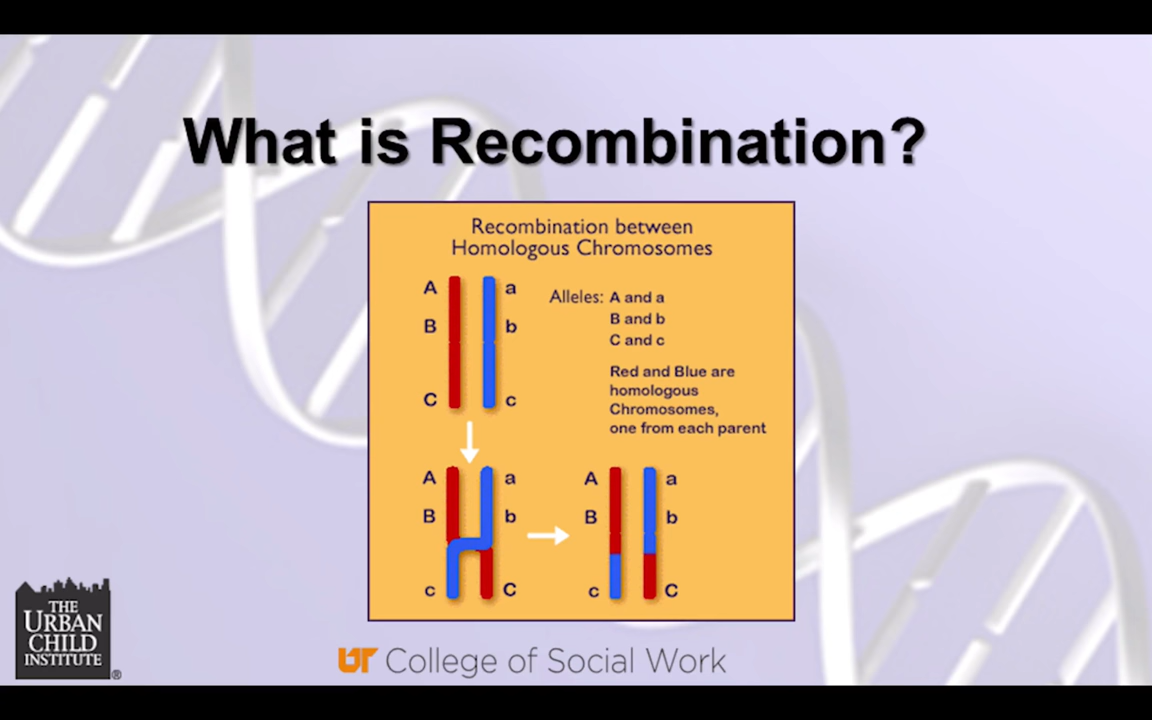 What is Recombination?
Recombination between
Homologous Chromosomes
A a
B b
C c
Alleles: A and a
B and b
C and c
Red and Blue are
homologous
Chromosomes,
one from each parent
A a
B b
c C
A a
B b
c C
THE
URBAN
CHILD
INSTITUTE®
UT College of Social Work